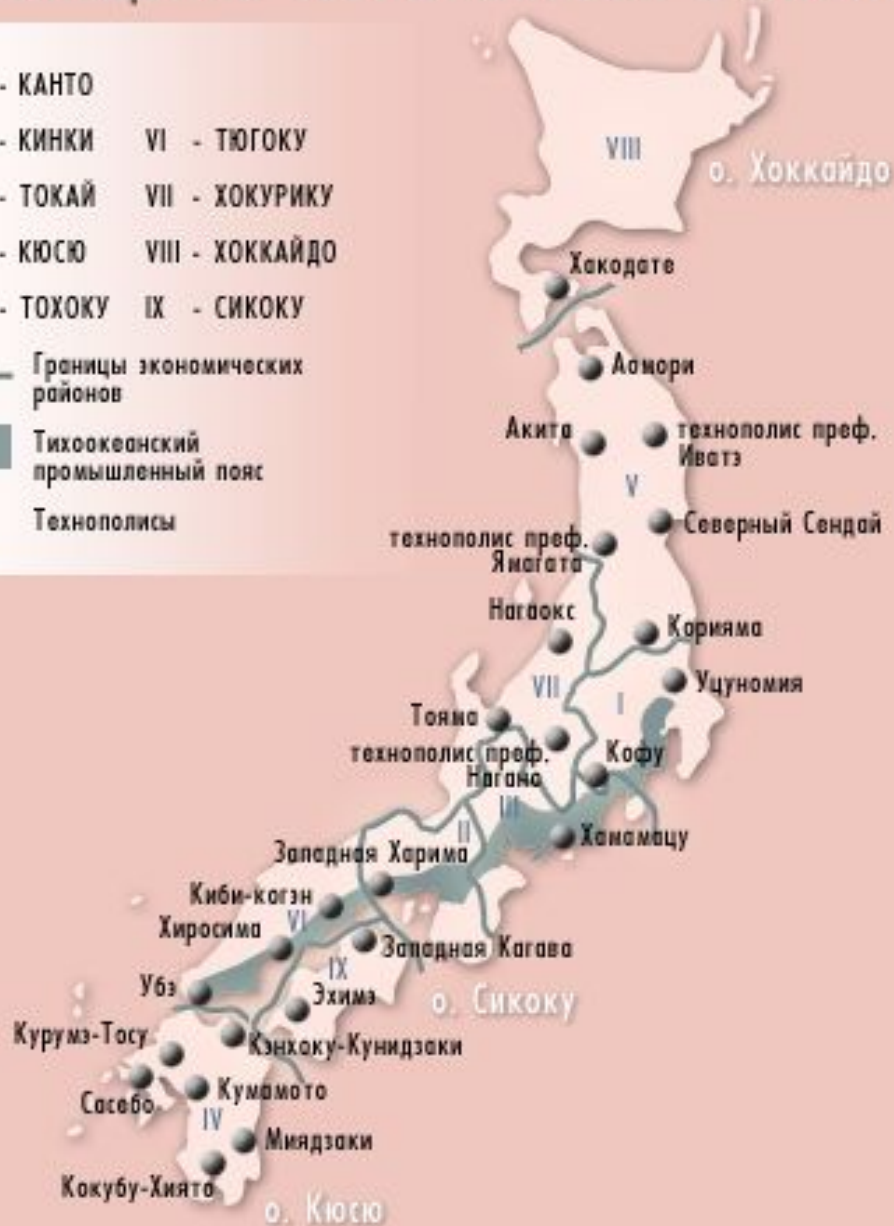 - КАНТО
- КИНКИ VI - ТЮГОКУ
- ТОКАЙ VII - ХОКУРИКУ
- КЮСЮ VIII - ХОККАЙДО
- ТОХОКУ IX - СИКОКУ
Границы экономических
районов
Тихоокеанский
промышленный пояс
Технополисы
VIII
о. Хоккайдо
Хакодате
Аомори
Акита
технополис преф.
Иватэ
V
Северный Сендай
технополис преф.
Ямагата
Нагаокс
Корияма
Уцуномия
VII
I
Тояма
технополис преф.
Нагано
Кофу
III
II
Хамамацу
Западная Харима
Киби-когэн
VI
Хиросима
Западная Кагава
IX
Убэ
Эхимэ
о. Сикоку
Курумэ-Тосу
Кэнхоку-Кунидзаки
Сасебо
Кумамото
IV
Миядзаки
Кокубу-Хиято
о. Кюсю